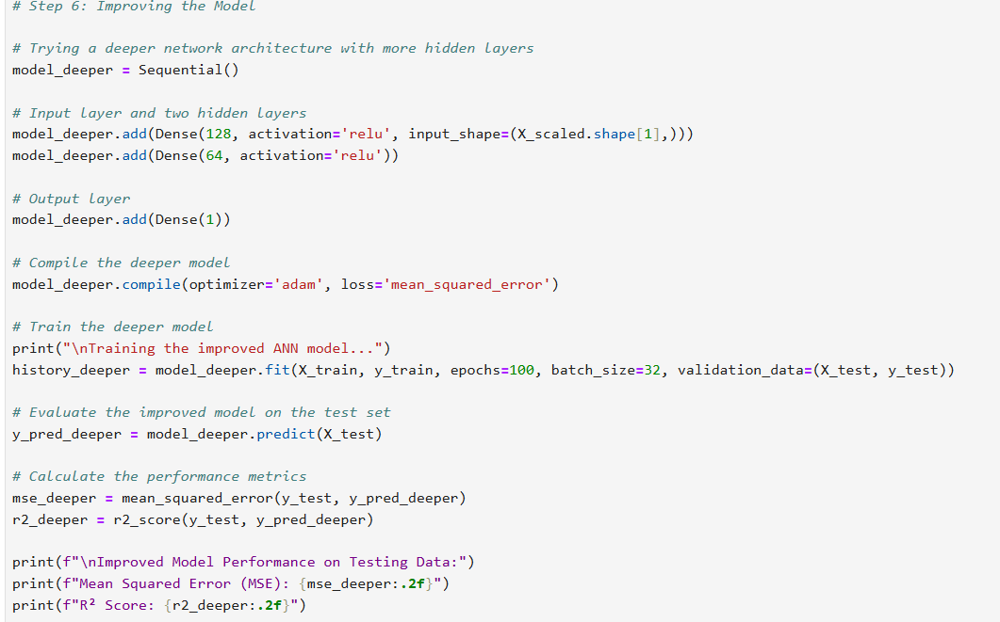 # Step 6: Improving the Model
# Trying a deeper network architecture with more hidden layers
model_deeper = Sequential()
# Input layer and two hidden layers
model_deeper.add(Dense(128, activation='relu', input_shape=(X_scaled.shape[1],)))
model_deeper.add(Dense(64, activation='relu'))
# Output layer
model_deeper.add(Dense(1))
# Compile the deeper model
model_deeper.compile(optimizer='adam', loss='mean_squared_error')
# Train the deeper model
print("\nTraining the improved ANN model...")
history_deeper = model_deeper.fit(X_train, y_train, epochs=100, batch_size=32, validation_data=(X_test, y_test))
# Evaluate the improved model on the test set
y_pred_deeper = model_deeper.predict(X_test)
# Calculate the performance metrics
mse_deeper = mean_squared_error(y_test, y_pred_deeper)
r2_deeper = r2_score(y_test, y_pred_deeper)
print(f"\nImproved Model Performance on Testing Data:")
print(f"Mean Squared Error (MSE): {mse_deeper:.2f}")
print(f"R² Score: {r2_deeper:.2f}")